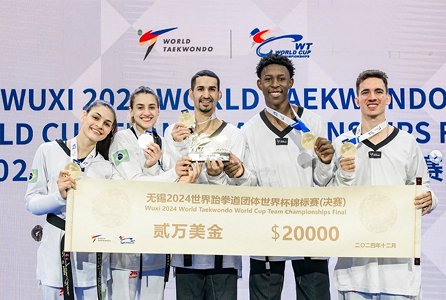 WORLD
TAEKWONDO
WT
WORLD CUP
CHAMPIONSHIPS
WUXI 202 WORLD TAEKWONDO
LD CUP CHAMPIONSHIPS F
无锡2024世界跆拳道团体世界杯锦标赛(决赛)
Wuxi 2024 World Taekwondo World Cup Team Championships Final
贰万美金 $20000
二〇二四年十二月